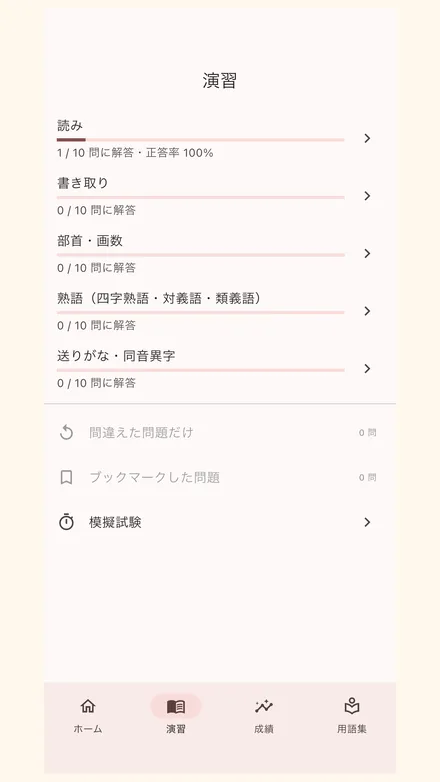 演習
読み
1 / 10 問に解答・正答率 100%
書き取り
0 / 10 問に解答
部首・画数
0 / 10 問に解答
熟語（四字熟語・対義語・類義語）
0 / 10 問に解答
送りがな・同音異字
0 / 10 問に解答
間違えた問題だけ 0 問
ブックマークした問題 0 問
模擬試験
ホーム 演習 成績 用語集